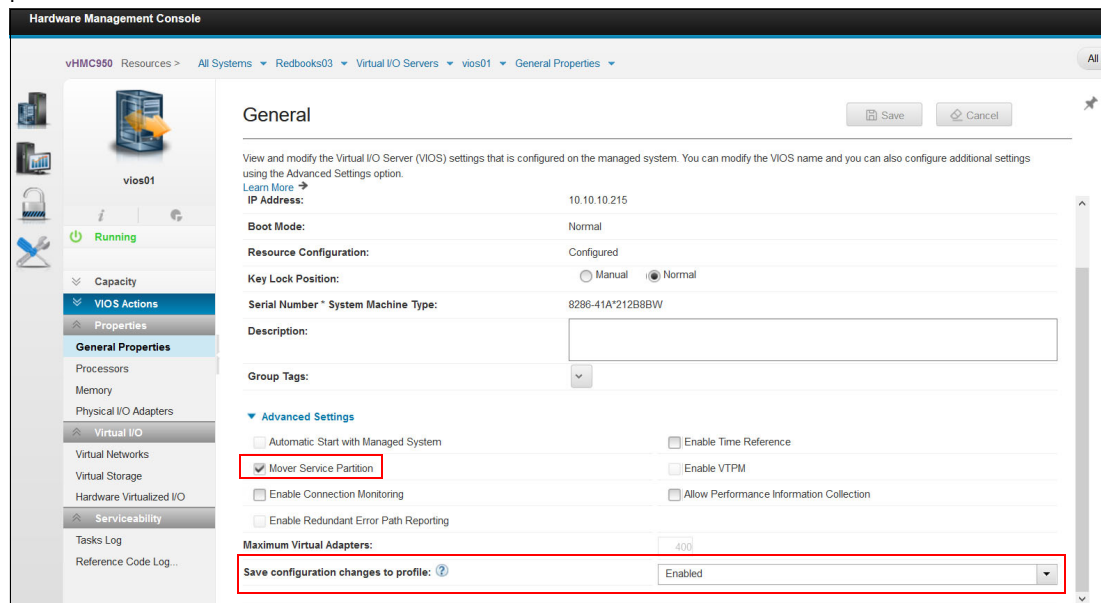 Hardware Management Console
vHMC950 Resources > All Systems Redbooks03 Virtual I/O Servers vios01 General Properties
All
General
Save
Cancel
View and modify the Virtual I/O Server (VIOS) settings that is configured on the managed system. You can modify the VIOS name and you can also configure additional settings
using the Advanced Settings option.
Learn More
vios01
i
Running
Capacity
VIOS Actions
Properties
General Properties
Processors
Memory
Physical I/O Adapters
Virtual I/O
Virtual Networks
Virtual Storage
Hardware Virtualized I/O
Serviceability
Tasks Log
Reference Code Log...
IP Address: 10.10.10.215
Boot Mode: Normal
Resource Configuration: Configured
Key Lock Position: Manual Normal
Serial Number * System Machine Type: 8286-41A*212B8BW
Description:
Group Tags:
Advanced Settings
Automatic Start with Managed System Enable Time Reference
Mover Service Partition Enable VTPM
Enable Connection Monitoring Allow Performance Information Collection
Enable Redundant Error Path Reporting
Maximum Virtual Adapters: 400
Save configuration changes to profile: ? Enabled